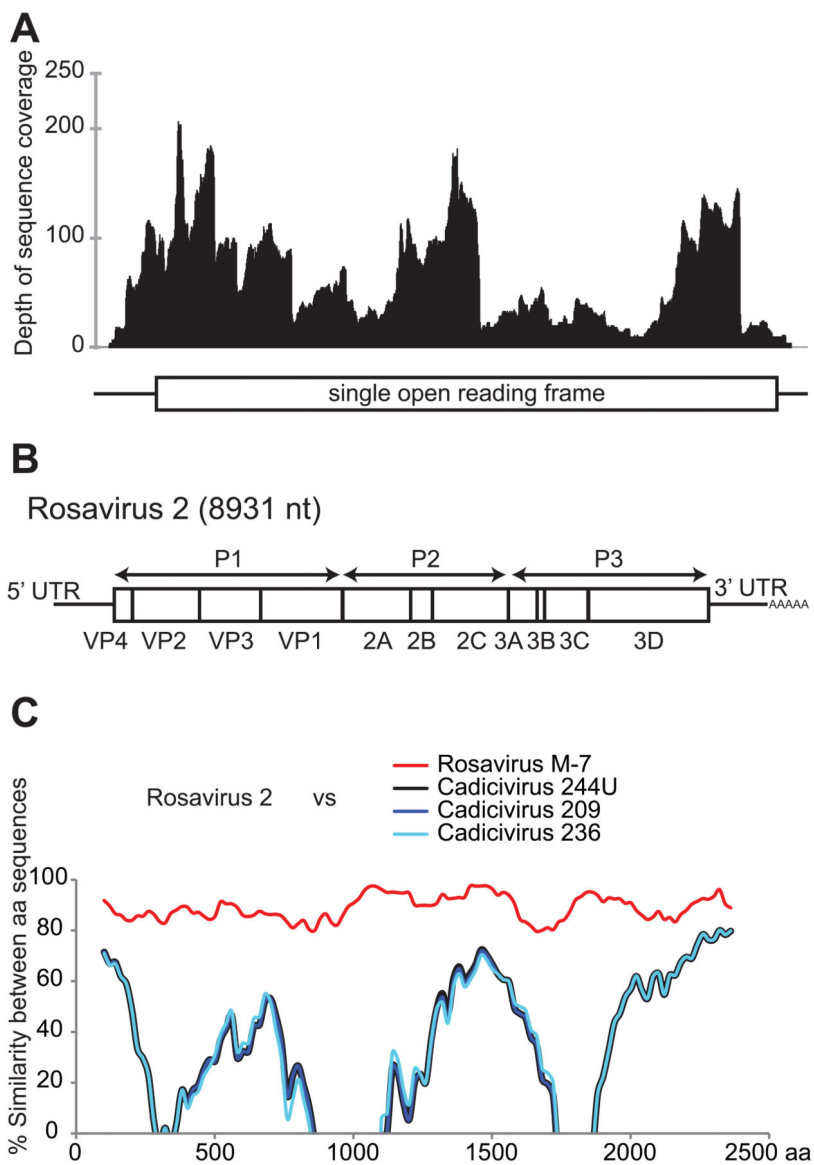 A
Depth of sequence coverage
250
200
100
0
single open reading frame
B
Rosavirus 2 (8931 nt)
P1 P2 P3
5' UTR 3' UTR
AAAAA
VP4 VP2 VP3 VP1 2A 2B 2C 3A 3B 3C 3D
C
Rosavirus 2 vs
Rosavirus M-7
Cadicivirus 244U
Cadicivirus 209
Cadicivirus 236
% Similarity between aa sequences
100
80
60
40
20
0
0 500 1000 1500 2000 2500 aa